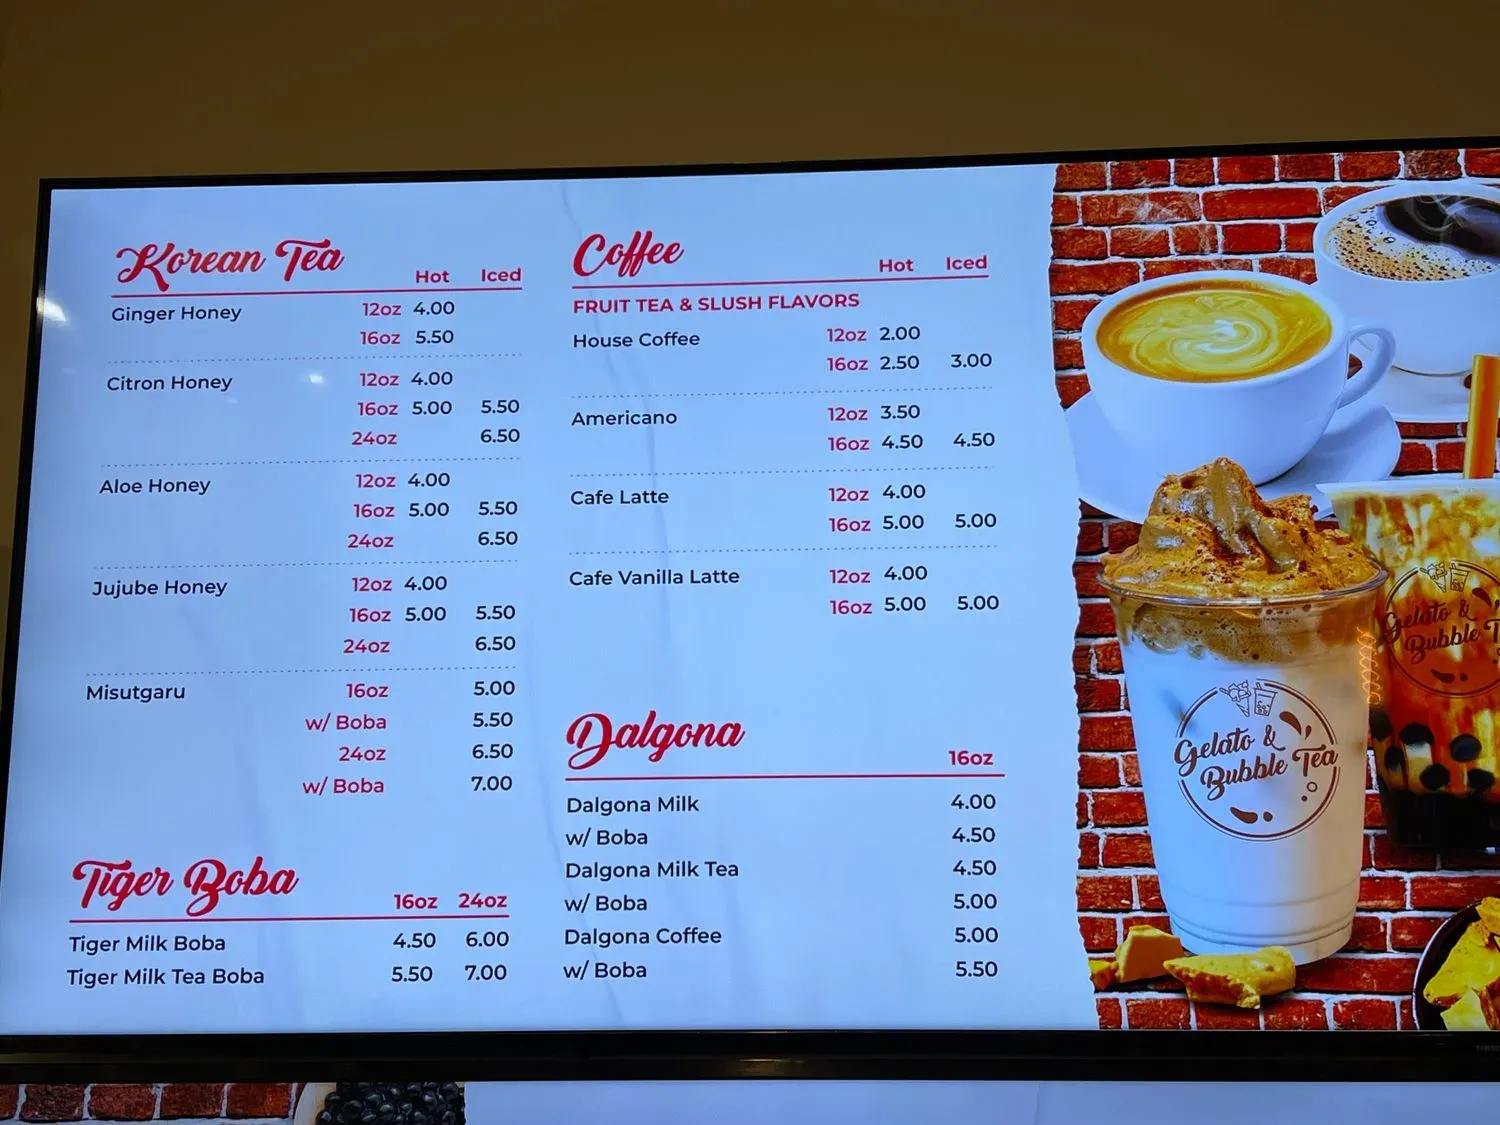 Korean Tea
Hot Iced
Ginger Honey 12oz 4.00
16oz 5.50
Citron Honey 12oz 4.00
16oz 5.00 5.50
24oz 6.50
Aloe Honey 12oz 4.00
16oz 5.00 5.50
24oz 6.50
Jujube Honey 12oz 4.00
16oz 5.00 5.50
24oz 6.50
Misutgaru 16oz 5.00
w/ Boba 5.50
24oz 6.50
w/ Boba 7.00
Tiger Boba
16oz 24oz
Tiger Milk Boba 4.50 6.00
Tiger Milk Tea Boba 5.50 7.00
Coffee
Hot Iced
FRUIT TEA & SLUSH FLAVORS
House Coffee 12oz 2.00
16oz 2.50 3.00
Americano 12oz 3.50
16oz 4.50 4.50
Cafe Latte 12oz 4.00
16oz 5.00 5.00
Cafe Vanilla Latte 12oz 4.00
16oz 5.00 5.00
Dalgona
16oz
Dalgona Milk 4.00
w/ Boba 4.50
Dalgona Milk Tea 4.50
w/ Boba 5.00
Dalgona Coffee 5.00
w/ Boba 5.50
Gelato &
Bubble Tea
Gelato &
Bubble T